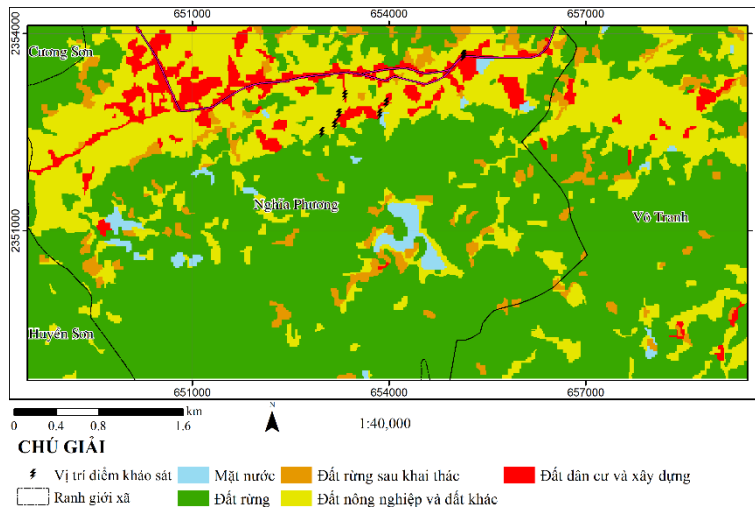 651000 654000 657000
2354000
Cương Sơn
Nghĩa Phương
Võ Tranh
2351000
Huyền Sơn
651000 654000 657000
km
0 0.4 0.8 1.6
N
1:40,000
CHÚ GIẢI
Vị trí điểm khảo sát Mặt nước Đất rừng sau khai thác Đất dân cư và xây dựng
Ranh giới xã Đất rừng Đất nông nghiệp và đất khác